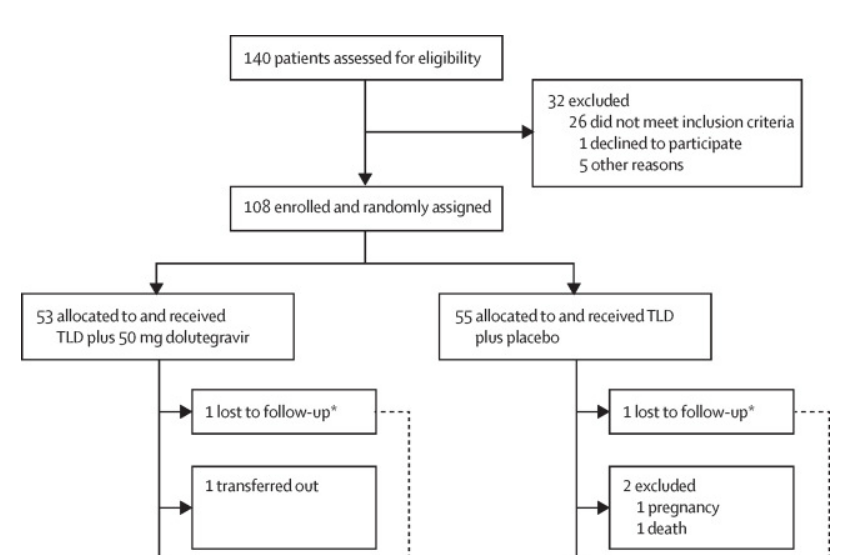 140 patients assessed for eligibility
32 excluded
26 did not meet inclusion criteria
1 declined to participate
5 other reasons
108 enrolled and randomly assigned
53 allocated to and received
TLD plus 50 mg dolutegravir
55 allocated to and received TLD
plus placebo
1 lost to follow-up*
1 lost to follow-up*
1 transferred out
2 excluded
1 pregnancy
1 death